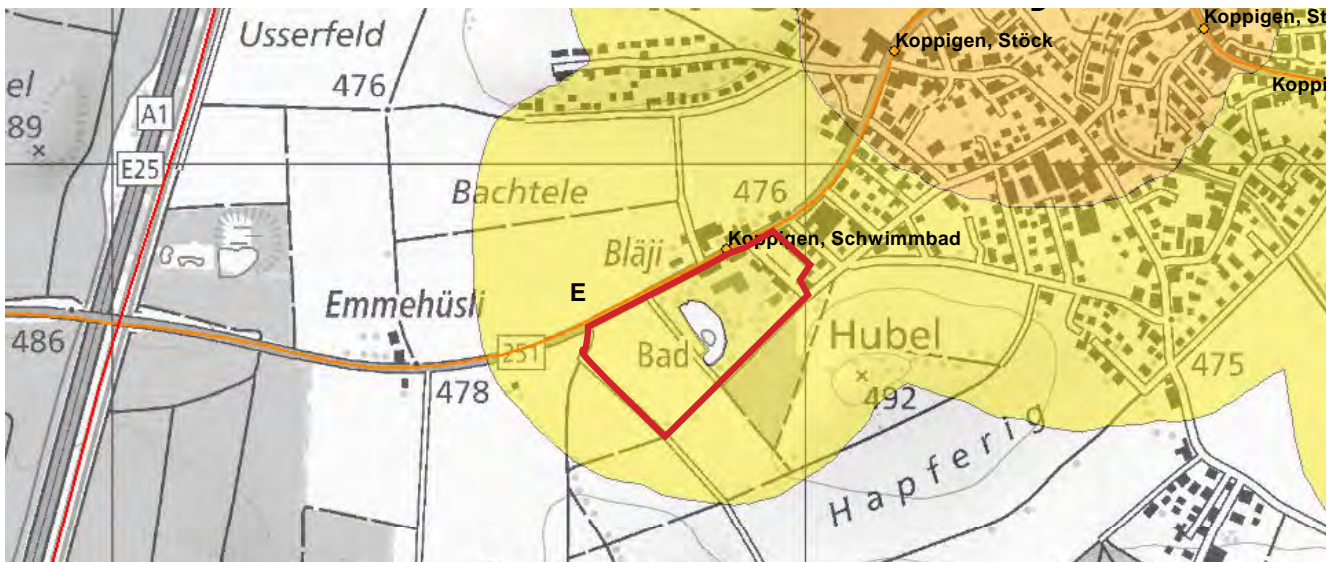 Usserfeld
Koppigen, St
Koppigen, Stöck
476
Koppi
el
A1
89
E25
Bachtele
476
Koppigen, Schwimmbad
Bläji
E
Emmehüsli
486
251
Bad
Hubel
475
478
492
Hapferig